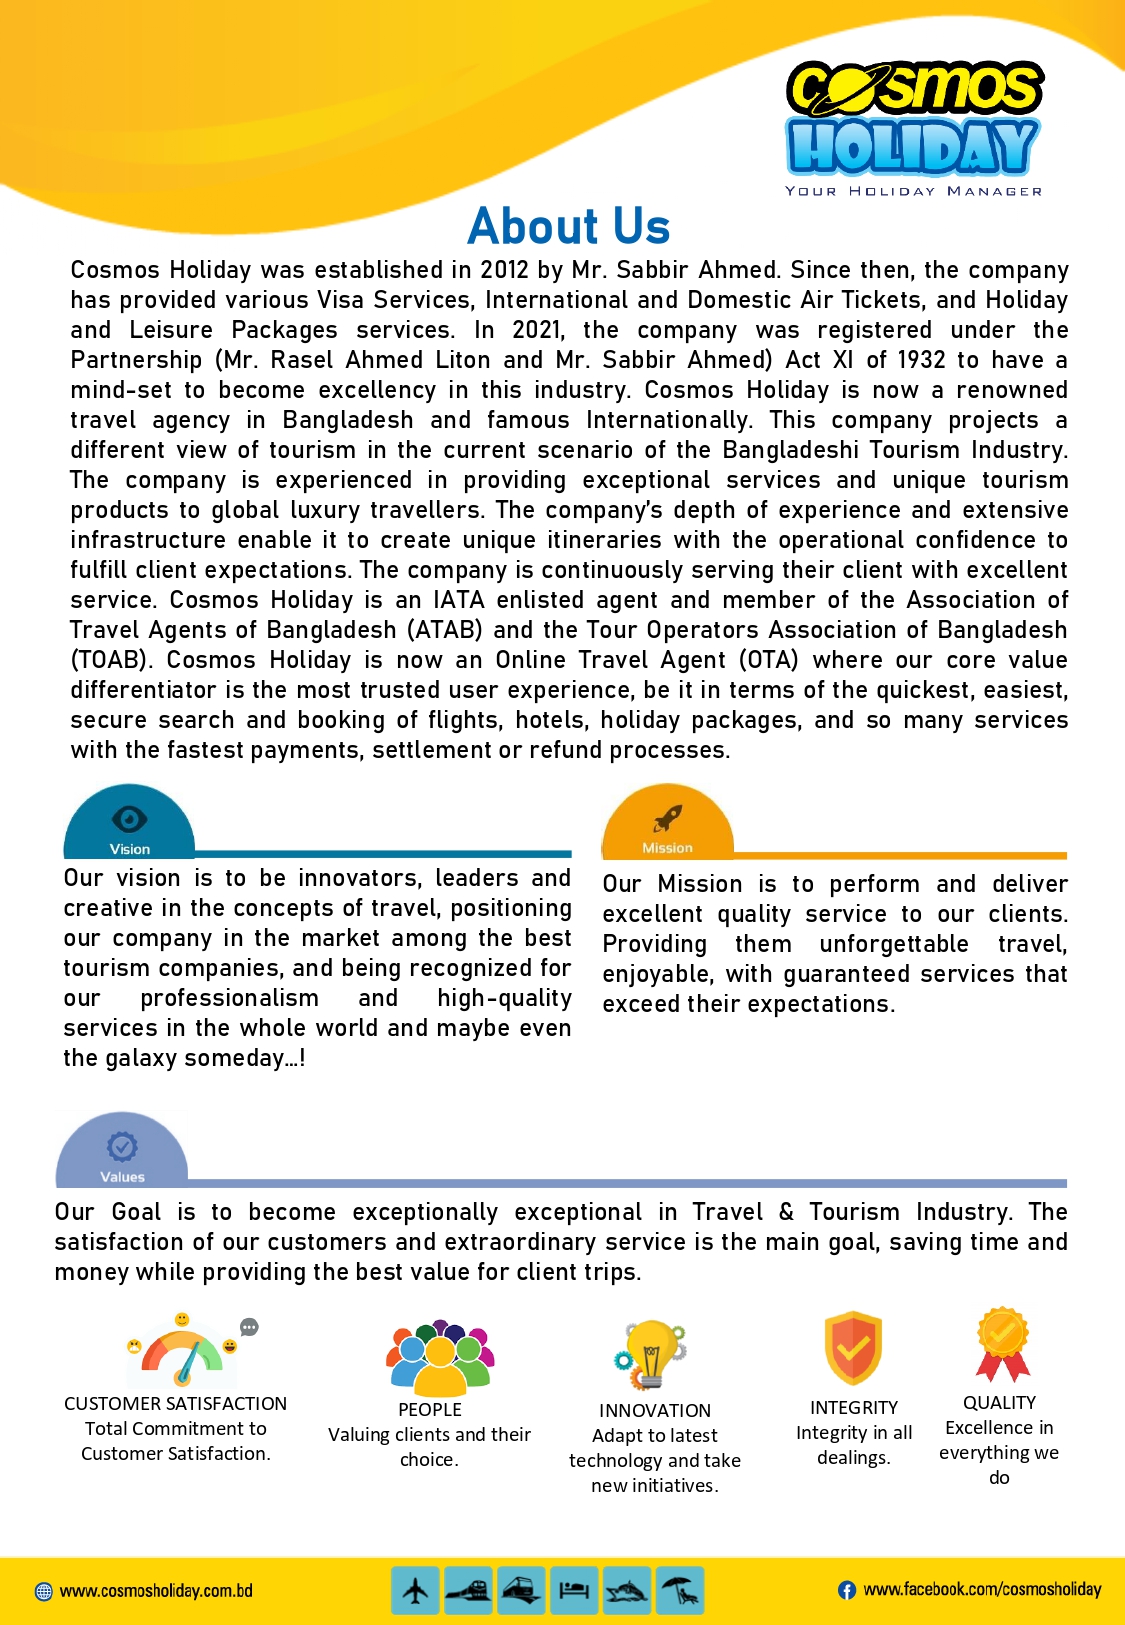 COSMOS
HOLIDAY
YOUR HOLIDAY MANAGER
About Us
Cosmos Holiday was established in 2012 by Mr. Sabbir Ahmed. Since then, the company
has provided various Visa Services, International and Domestic Air Tickets, and Holiday
and Leisure Packages services. In 2021, the company was registered under the
Partnership (Mr. Rasel Ahmed Liton and Mr. Sabbir Ahmed) Act XI of 1932 to have a
mind-set to become excellency in this industry. Cosmos Holiday is now a renowned
travel agency in Bangladesh and famous Internationally. This company projects a
different view of tourism in the current scenario of the Bangladeshi Tourism Industry.
The company is experienced in providing exceptional services and unique tourism
products to global luxury travellers. The company’s depth of experience and extensive
infrastructure enable it to create unique itineraries with the operational confidence to
fulfill client expectations. The company is continuously serving their client with excellent
service. Cosmos Holiday is an IATA enlisted agent and member of the Association of
Travel Agents of Bangladesh (ATAB) and the Tour Operators Association of Bangladesh
(TOAB). Cosmos Holiday is now an Online Travel Agent (OTA) where our core value
differentiator is the most trusted user experience, be it in terms of the quickest, easiest,
secure search and booking of flights, hotels, holiday packages, and so many services
with the fastest payments, settlement or refund processes.
Vision
Our vision is to be innovators, leaders and
creative in the concepts of travel, positioning
our company in the market among the best
tourism companies, and being recognized for
our professionalism and high-quality
services in the whole world and maybe even
the galaxy someday...!
Mission
Our Mission is to perform and deliver
excellent quality service to our clients.
Providing them unforgettable travel,
enjoyable, with guaranteed services that
exceed their expectations.
Values
Our Goal is to become exceptionally exceptional in Travel & Tourism Industry. The
satisfaction of our customers and extraordinary service is the main goal, saving time and
money while providing the best value for client trips.
CUSTOMER SATISFACTION
Total Commitment to
Customer Satisfaction.
PEOPLE
Valuing clients and their
choice.
INNOVATION
Adapt to latest
technology and take
new initiatives.
INTEGRITY
Integrity in all
dealings.
QUALITY
Excellence in
everything we
do
www.cosmosholiday.com.bd
www.facebook.com/cosmosholiday